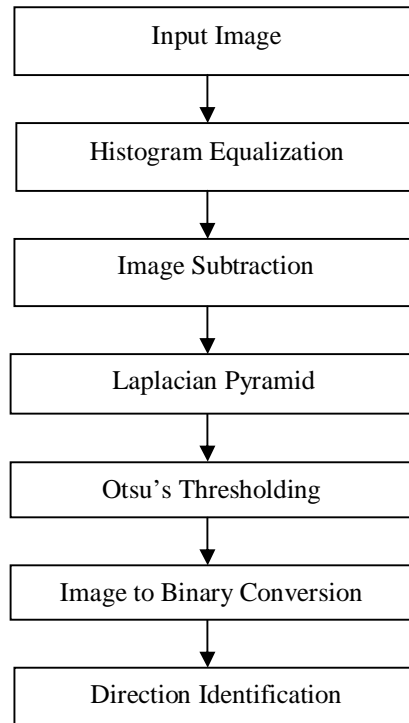 Input Image
Histogram Equalization
Image Subtraction
Laplacian Pyramid
Otsu’s Thresholding
Image to Binary Conversion
Direction Identification